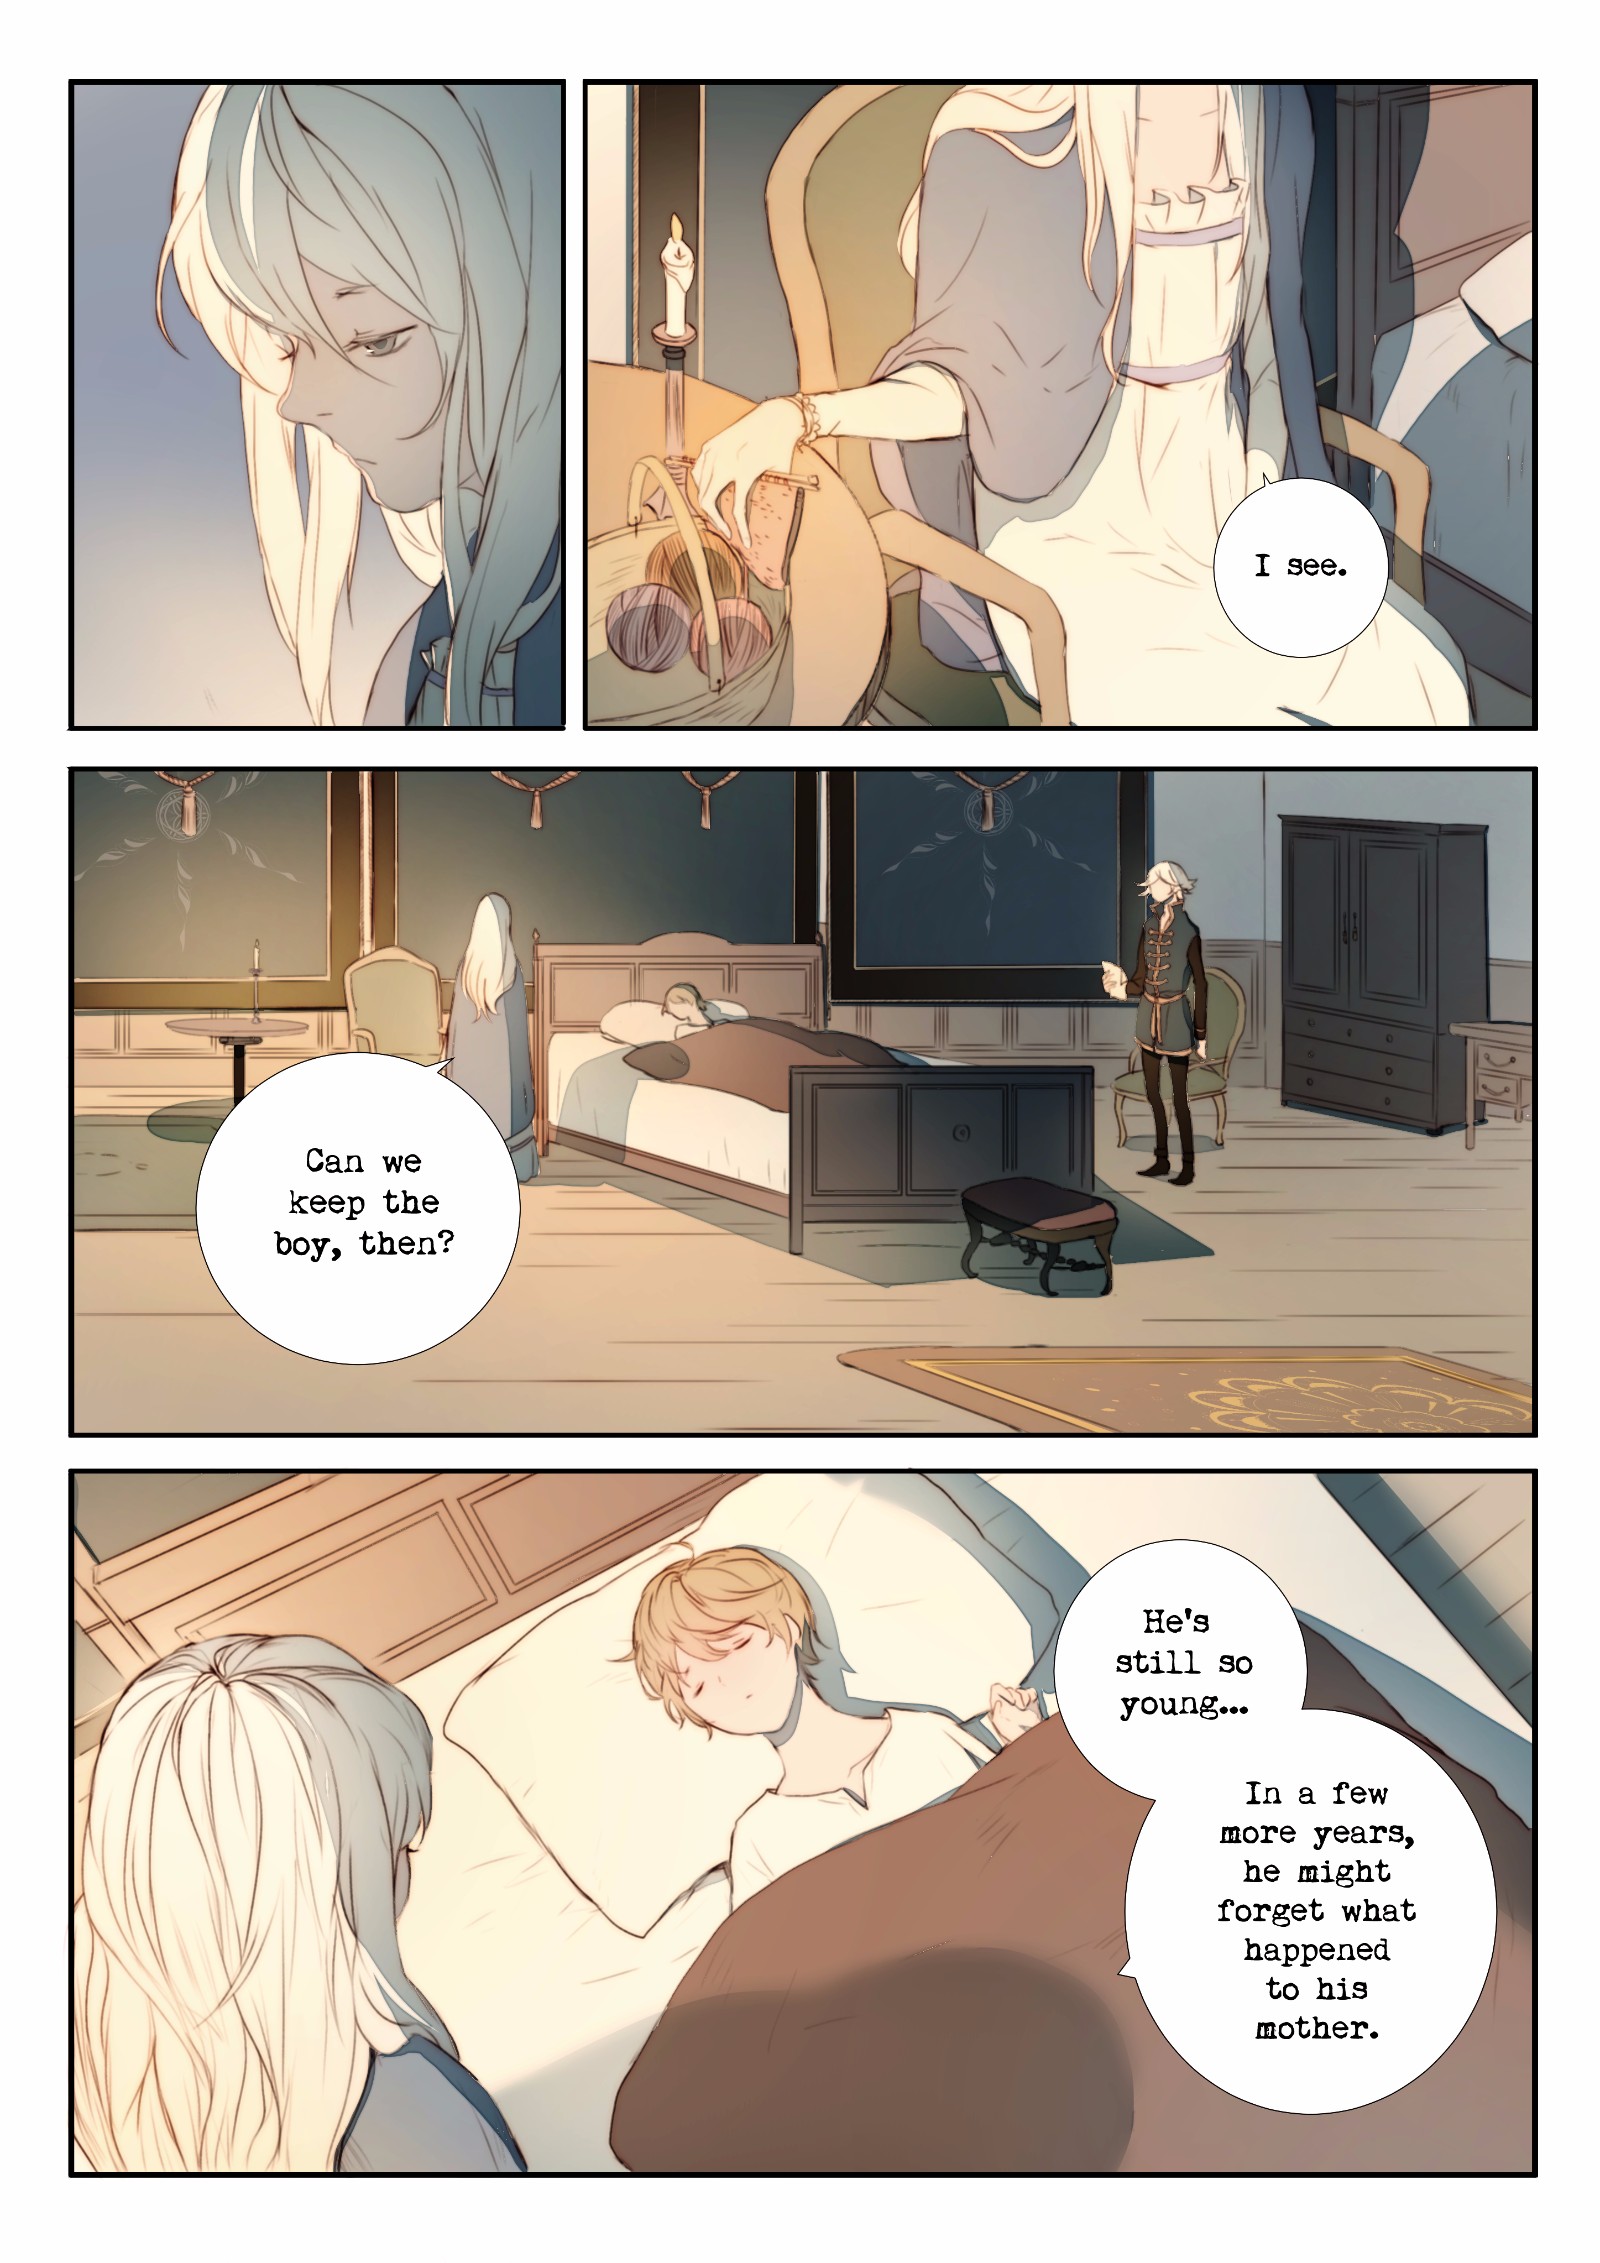 I see.
Can we
keep the
boy, then?
He's
still so
young...
In a few
more years,
he might
forget what
happened
to his
mother.